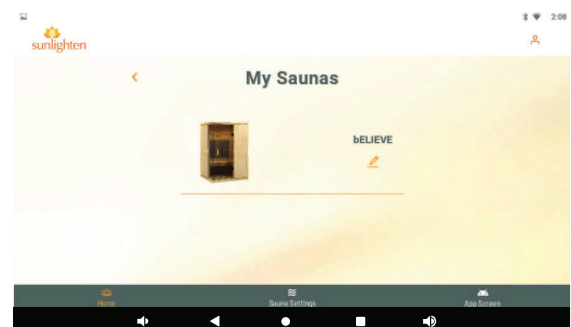 2:08
sunlighten
My Saunas
bELIEVE
Home
Sauna Settings
App Screen